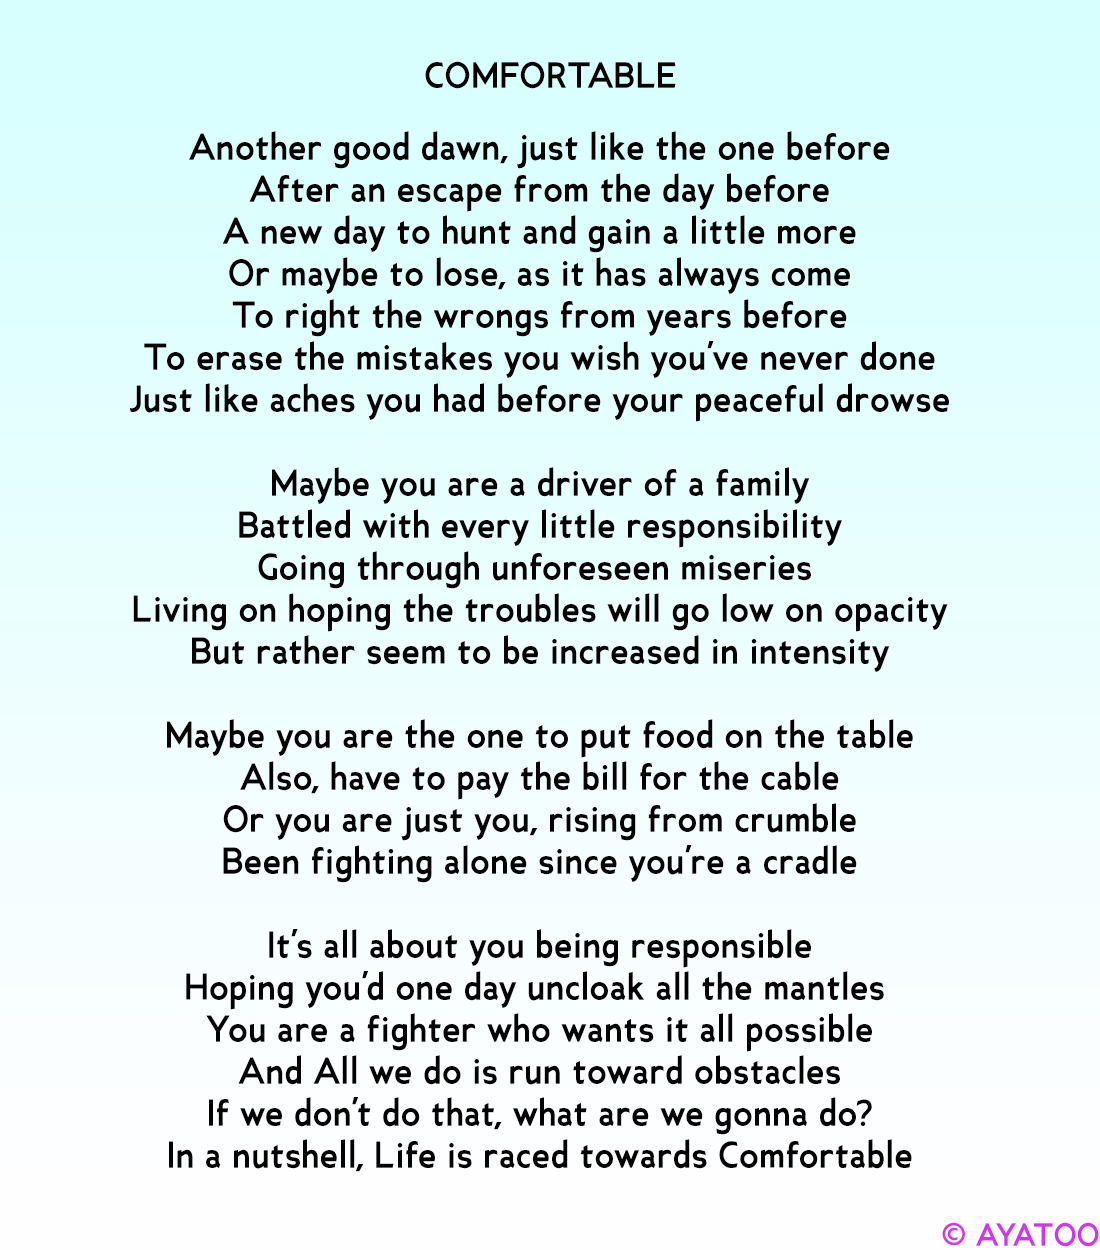 COMFORTABLE
Another good dawn, just like the one before
After an escape from the day before
A new day to hunt and gain a little more
Or maybe to lose, as it has always come
To right the wrongs from years before
To erase the mistakes you wish you've never done
Just like aches you had before your peaceful drowse
Maybe you are a driver of a family
Battled with every little responsibility
Going through unforeseen miseries
Living on hoping the troubles will go low on opacity
But rather seem to be increased in intensity
Maybe you are the one to put food on the table
Also, have to pay the bill for the cable
Or you are just you, rising from crumble
Been fighting alone since you're a cradle
It's all about you being responsible
Hoping you'd one day uncloak all the mantles
You are a fighter who wants it all possible
And All we do is run toward obstacles
If we don't do that, what are we gonna do?
In a nutshell, Life is raced towards Comfortable
© AYATOO